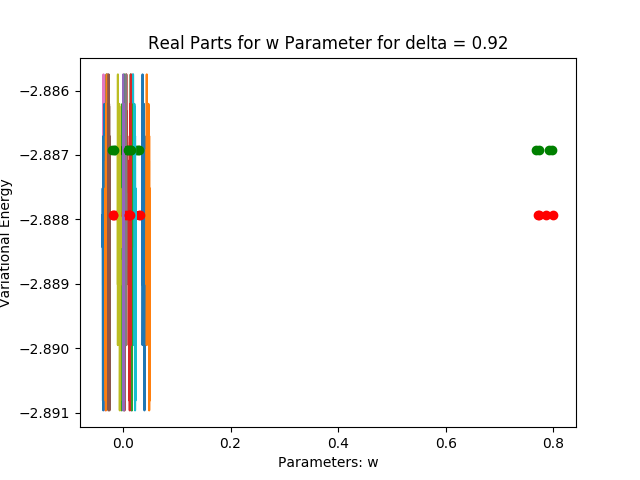 Real Parts for w Parameter for delta = 0.92
−2.886
−2.887
−2.888
−2.889
−2.890
−2.891
Variational Energy
0.0 0.2 0.4 0.6 0.8
Parameters: w